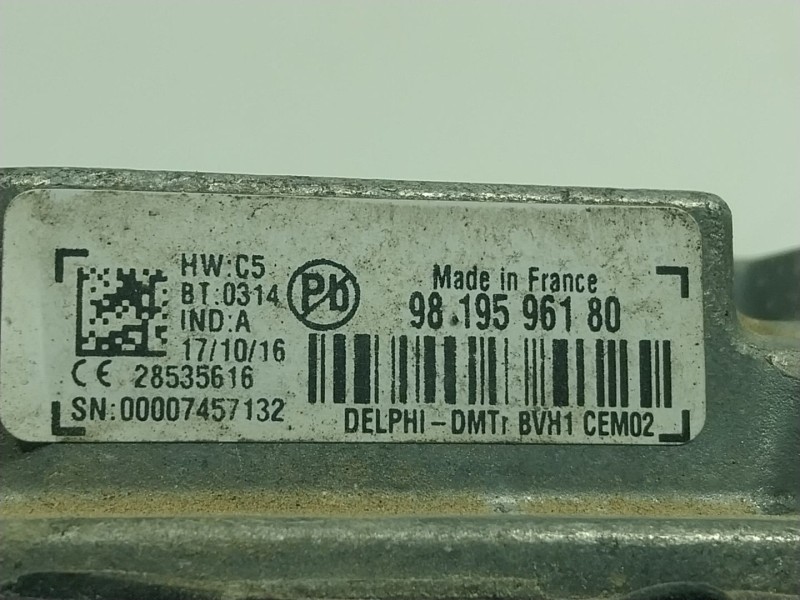 HW:C5
BT:0314
IND:A
17/10/16
CE 28535616
SN:00007457132
Pb
Made in France
98 195 961 80
DELPHI-DMTr BVH1 CEM02